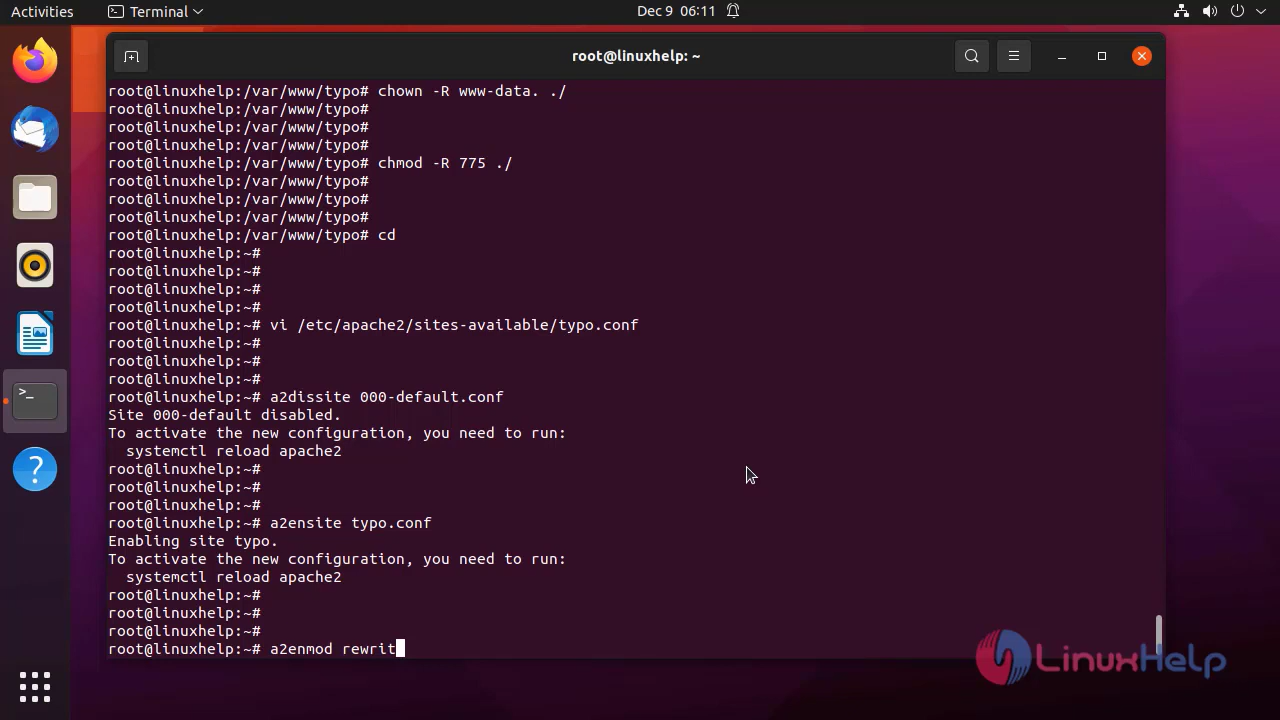 Activities
Terminal
Dec 9 06:11
root@linuxhelp: ~
root@linuxhelp:/var/www/typo# chown -R www-data. ./
root@linuxhelp:/var/www/typo#
root@linuxhelp:/var/www/typo#
root@linuxhelp:/var/www/typo#
root@linuxhelp:/var/www/typo# chmod -R 775 ./
root@linuxhelp:/var/www/typo#
root@linuxhelp:/var/www/typo#
root@linuxhelp:/var/www/typo#
root@linuxhelp:/var/www/typo# cd
root@linuxhelp:~#
root@linuxhelp:~#
root@linuxhelp:~#
root@linuxhelp:~#
root@linuxhelp:~# vi /etc/apache2/sites-available/typo.conf
root@linuxhelp:~#
root@linuxhelp:~#
root@linuxhelp:~#
root@linuxhelp:~# a2dissite 000-default.conf
Site 000-default disabled.
To activate the new configuration, you need to run:
  systemctl reload apache2
root@linuxhelp:~#
root@linuxhelp:~#
root@linuxhelp:~#
root@linuxhelp:~# a2ensite typo.conf
Enabling site typo.
To activate the new configuration, you need to run:
  systemctl reload apache2
root@linuxhelp:~#
root@linuxhelp:~#
root@linuxhelp:~#
root@linuxhelp:~# a2enmod rewrit
LinuxHelp